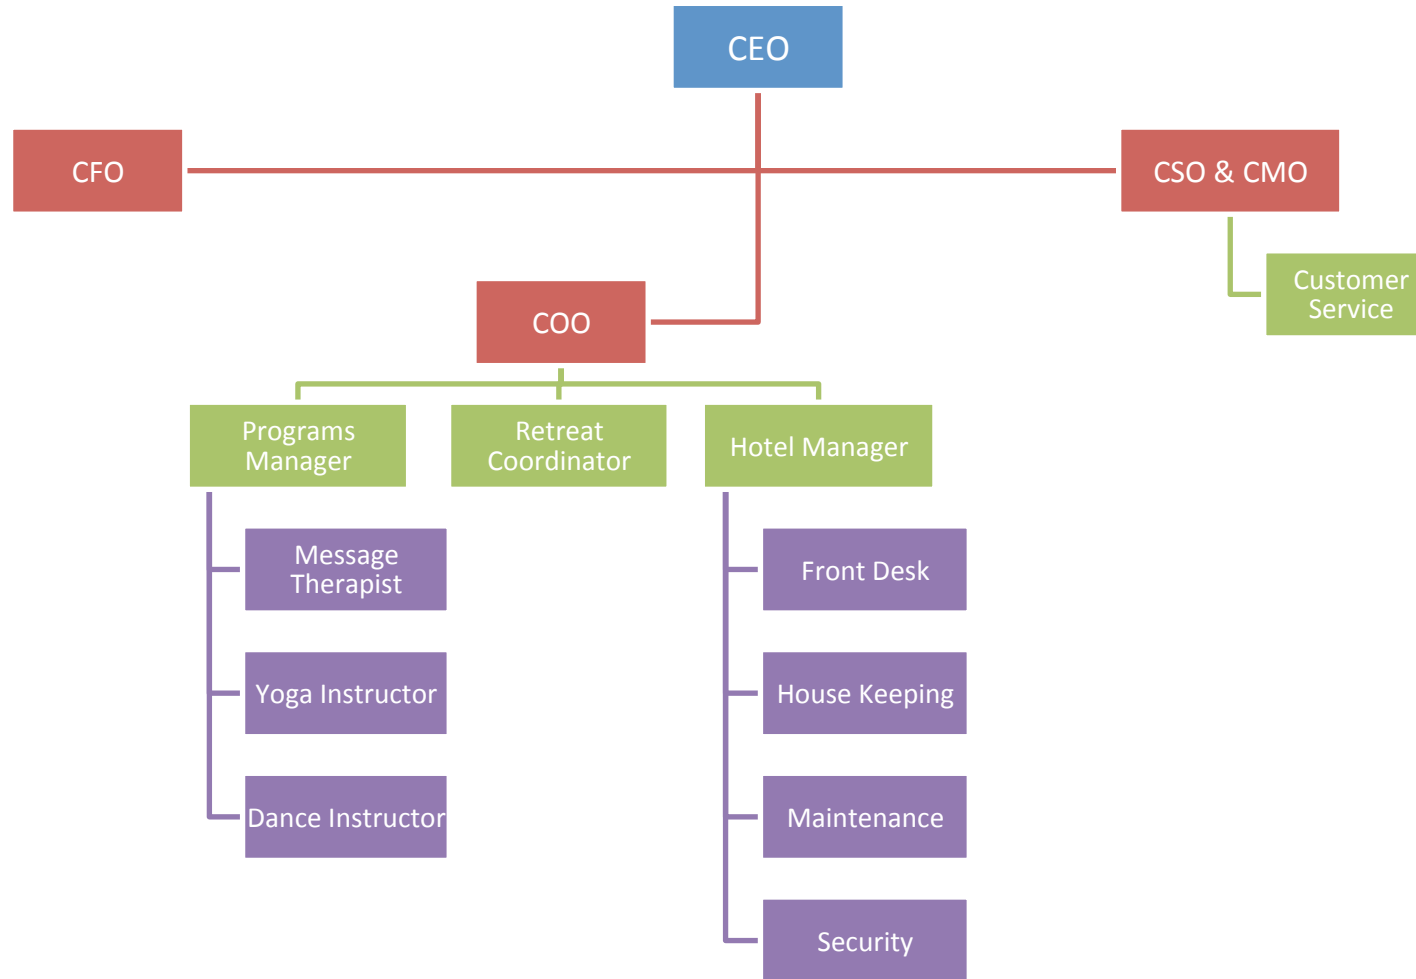 CEO
CFO
CSO & CMO
Customer
Service
COO
Programs
Manager
Retreat
Coordinator
Hotel Manager
Message
Therapist
Front Desk
Yoga Instructor
House Keeping
Dance Instructor
Maintenance
Security